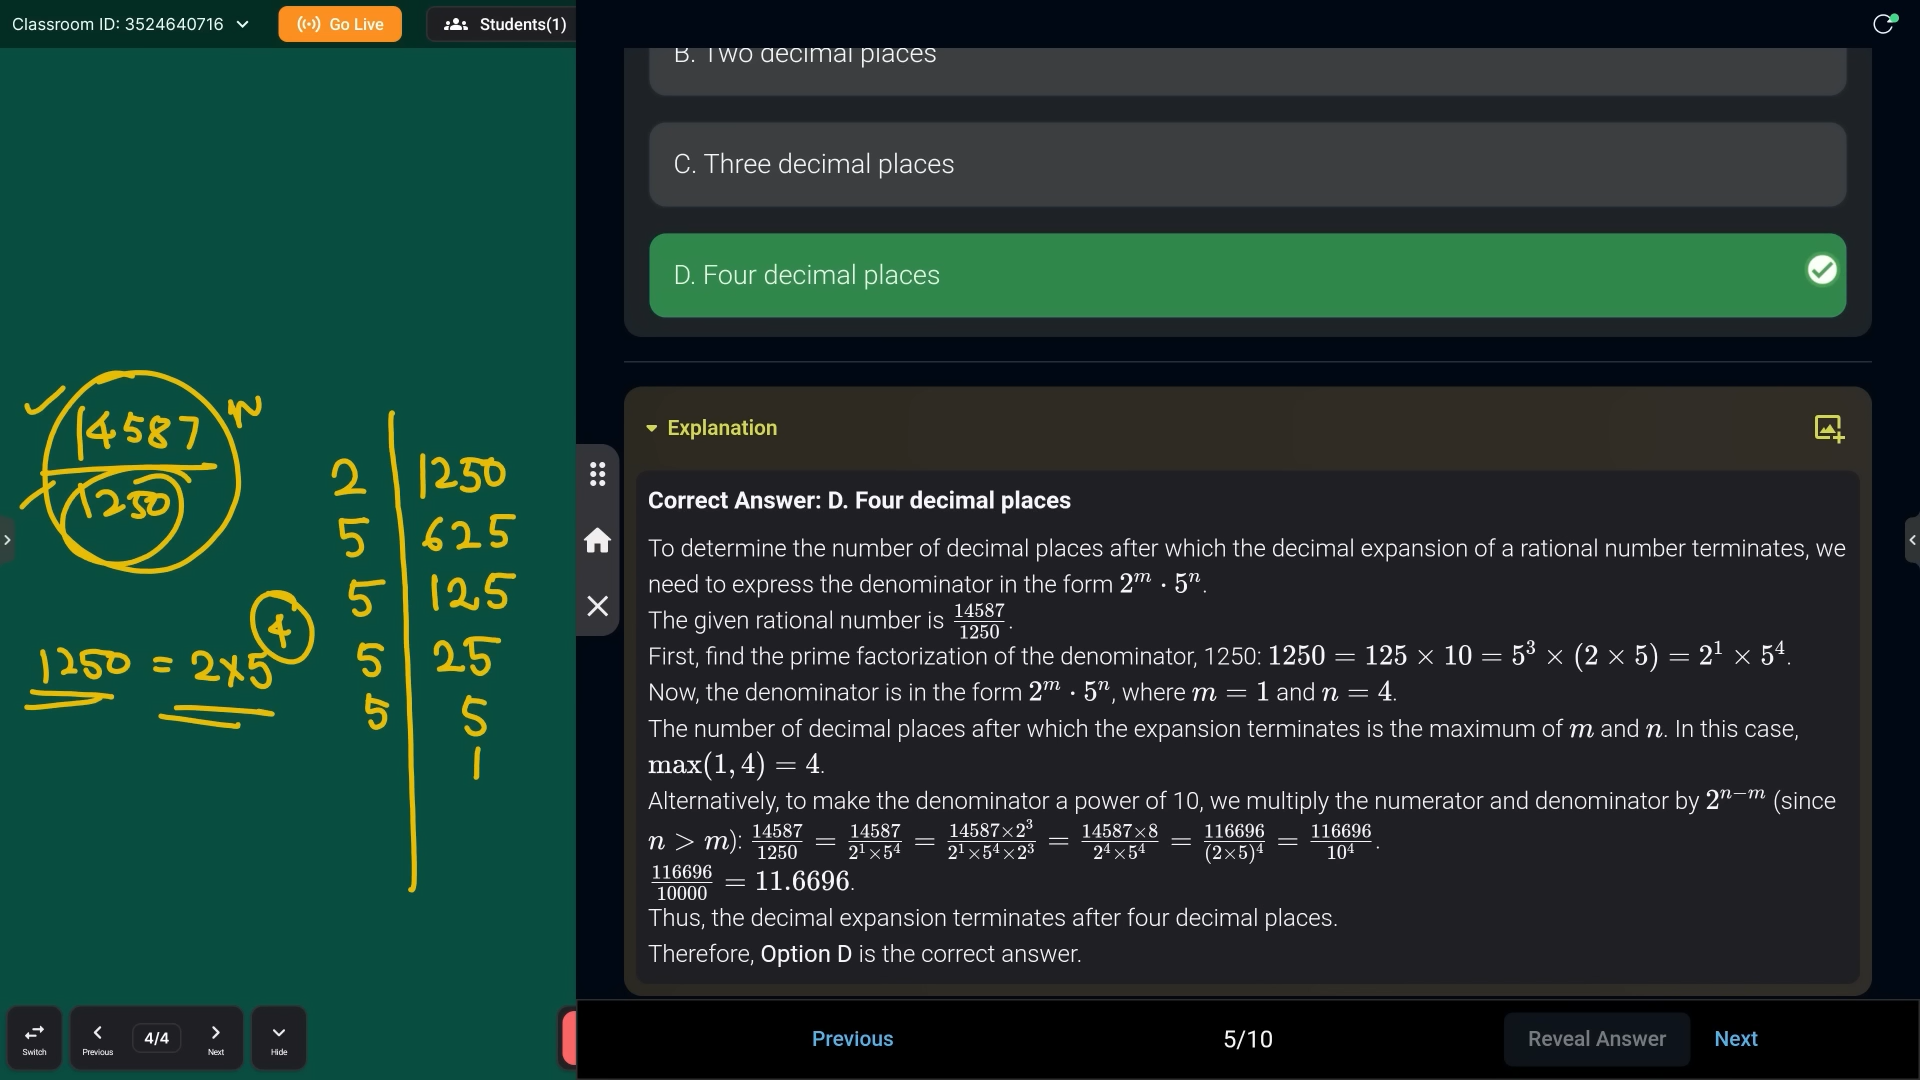 Classroom ID: 3524640716
Go Live
Students(1)
B. Two decimal places
C. Three decimal places
D. Four decimal places
14587
1250
N
1250 = 2×5^4
2 | 1250
5 | 625
5 | 125
5 | 25
5 | 5
1
Explanation
Correct Answer: D. Four decimal places
To determine the number of decimal places after which the decimal expansion of a rational number terminates, we
need to express the denominator in the form 2^m · 5^n.
The given rational number is 14587/1250.
First, find the prime factorization of the denominator, 1250: 1250 = 125 × 10 = 5^3 × (2 × 5) = 2^1 × 5^4.
Now, the denominator is in the form 2^m · 5^n, where m = 1 and n = 4.
The number of decimal places after which the expansion terminates is the maximum of m and n. In this case,
max(1, 4) = 4.
Alternatively, to make the denominator a power of 10, we multiply the numerator and denominator by 2^(n−m) (since
n > m): 14587/1250 = 14587/(2^1×5^4) = (14587×2^3)/(2^1×5^4×2^3) = (14587×8)/(2^4×5^4) = 116696/(2×5)^4 = 116696/10^4.
116696/10000 = 11.6696.
Thus, the decimal expansion terminates after four decimal places.
Therefore, Option D is the correct answer.
Switch
Previous
4/4
Next
Hide
Previous
5/10
Reveal Answer
Next